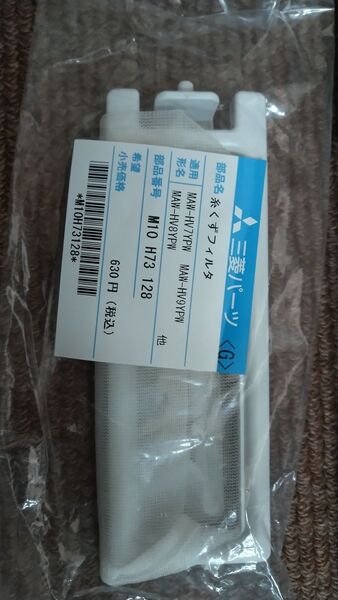 三菱パーツ <G>
部品名 糸くずフィルタ
適用形名 MAW-HV7YPW MAW-HV9YPW
MAW-HV8YPW 他
部品番号 M10 H73 128
希望小売価格 630円(税込)
*M10H73128*